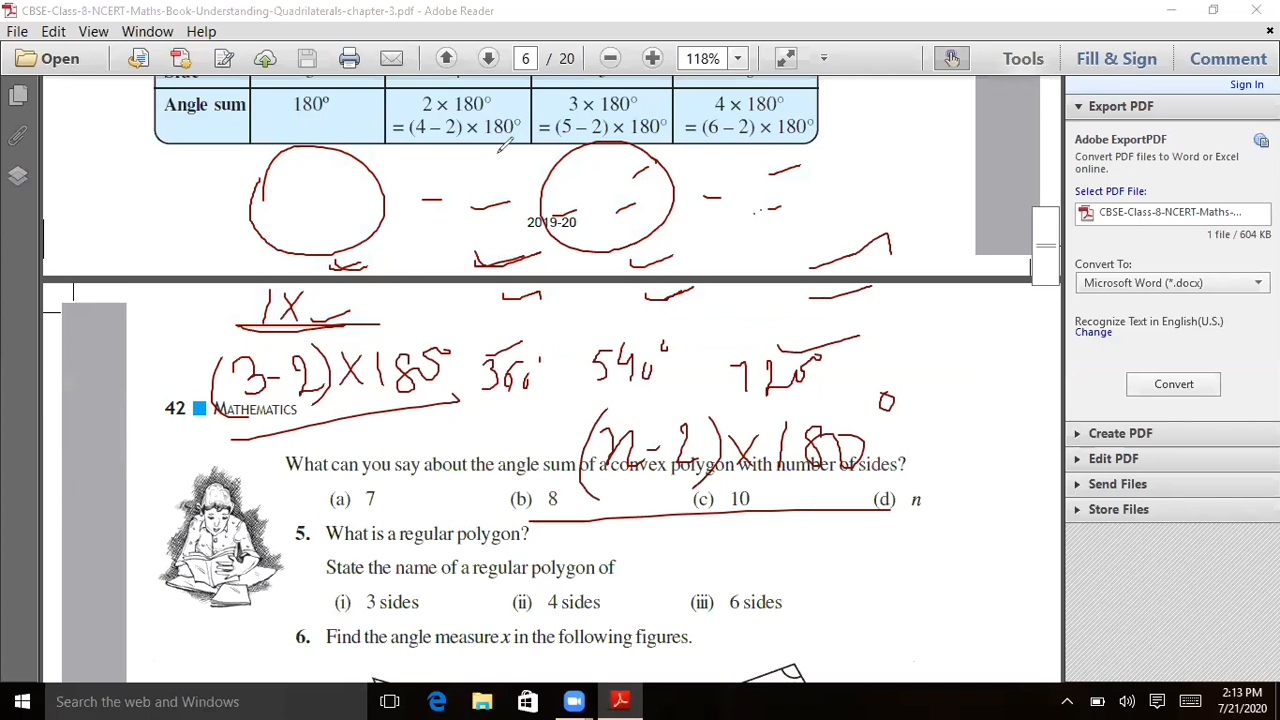 CBSE-Class-8-NCERT-Maths-Book-Understanding-Quadrilaterals-chapter-3.pdf - Adobe Reader
File Edit View Window Help
Open 6 / 20 118% Tools Fill & Sign Comment
Sign In
Angle sum 180° 2 × 180° 3 × 180° 4 × 180°
= (4 – 2) × 180° = (5 – 2) × 180° = (6 – 2) × 180°
2019-20
1X
(3-2)X180° 360° 540° 720°
42 MATHEMATICS
(n-2)X180°
What can you say about the angle sum of a convex polygon with number of sides?
(a) 7 (b) 8 (c) 10 (d) n
5. What is a regular polygon?
State the name of a regular polygon of
(i) 3 sides (ii) 4 sides (iii) 6 sides
6. Find the angle measure x in the following figures.
Export PDF
Adobe ExportPDF
Convert PDF files to Word or Excel
online.
Select PDF File:
CBSE-Class-8-NCERT-Maths-...
1 file / 604 KB
Convert To:
Microsoft Word (*.docx)
Recognize Text in English(U.S.)
Change
Convert
Create PDF
Edit PDF
Send Files
Store Files
Search the web and Windows
2:13 PM
7/21/2020